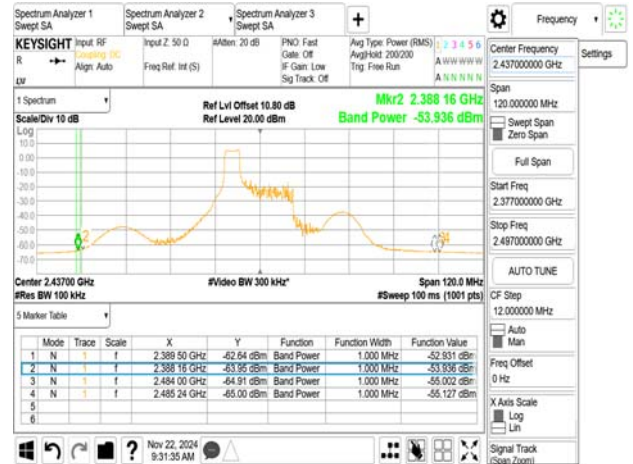 Spectrum Analyzer 1
Swept SA
Spectrum Analyzer 2
Swept SA
Spectrum Analyzer 3
Swept SA
+
Frequency
KEYSIGHT
R
Input: RF
Coupling: DC
Align: Auto
Input Z: 50 Ω
Freq Ref: Int (S)
#Atten: 20 dB
PNO: Fast
Gate: Off
IF Gain: Low
Sig Track: Off
Avg Type: Power (RMS)
Avg|Hold: 200/200
Trig: Free Run
1 2 3 4 5 6
A W W W W W
A N N N N N
1 Spectrum
Scale/Div 10 dB
Ref Lvl Offset 10.80 dB
Ref Level 20.00 dBm
Mkr2 2.388 16 GHz
Band Power -53.936 dBm
Log
10.0
0.00
-10.0
-20.0
-30.0
-40.0
-50.0
-60.0
-70.0
2
Center 2.43700 GHz
#Res BW 100 kHz
#Video BW 300 kHz*
Span 120.0 MHz
#Sweep 100 ms (1001 pts)
5 Marker Table
Mode Trace Scale X Y Function Function Width Function Value
1 N 1 f 2.389 50 GHz -62.64 dBm Band Power 1.000 MHz -52.931 dBm
2 N 1 f 2.388 16 GHz -63.95 dBm Band Power 1.000 MHz -53.936 dBm
3 N 1 f 2.484 00 GHz -64.91 dBm Band Power 1.000 MHz -55.002 dBm
4 N 1 f 2.485 24 GHz -65.00 dBm Band Power 1.000 MHz -55.127 dBm
5
6
?
Nov 22, 2024
9:31:35 AM
Center Frequency
2.437000000 GHz
Settings
Span
120.000000 MHz
Swept Span
Zero Span
Full Span
Start Freq
2.377000000 GHz
Stop Freq
2.497000000 GHz
AUTO TUNE
CF Step
12.000000 MHz
Auto
Man
Freq Offset
0 Hz
X Axis Scale
Log
Lin
Signal Track
(Span Zoom)